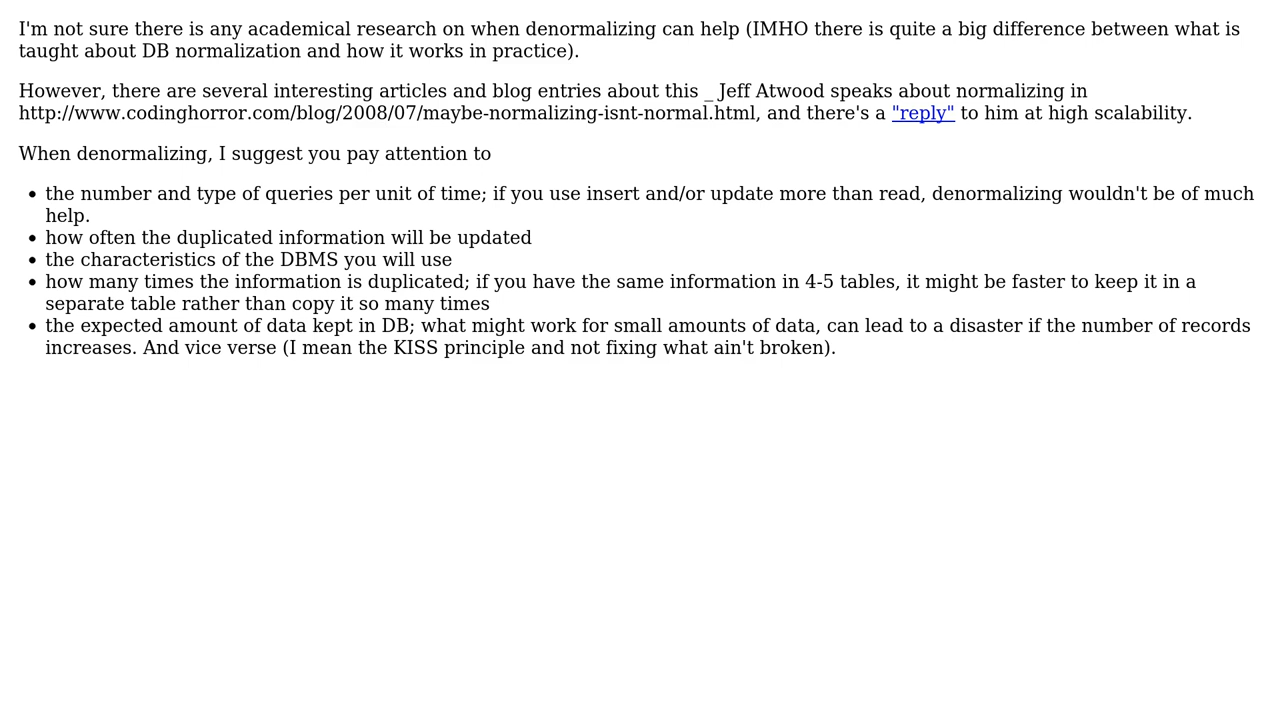 I'm not sure there is any academical research on when denormalizing can help (IMHO there is quite a big difference between what is
taught about DB normalization and how it works in practice).
However, there are several interesting articles and blog entries about this _ Jeff Atwood speaks about normalizing in
http://www.codinghorror.com/blog/2008/07/maybe-normalizing-isnt-normal.html, and there's a "reply" to him at high scalability.
When denormalizing, I suggest you pay attention to
• the number and type of queries per unit of time; if you use insert and/or update more than read, denormalizing wouldn't be of much
help.
• how often the duplicated information will be updated
• the characteristics of the DBMS you will use
• how many times the information is duplicated; if you have the same information in 4-5 tables, it might be faster to keep it in a
separate table rather than copy it so many times
• the expected amount of data kept in DB; what might work for small amounts of data, can lead to a disaster if the number of records
increases. And vice verse (I mean the KISS principle and not fixing what ain't broken).